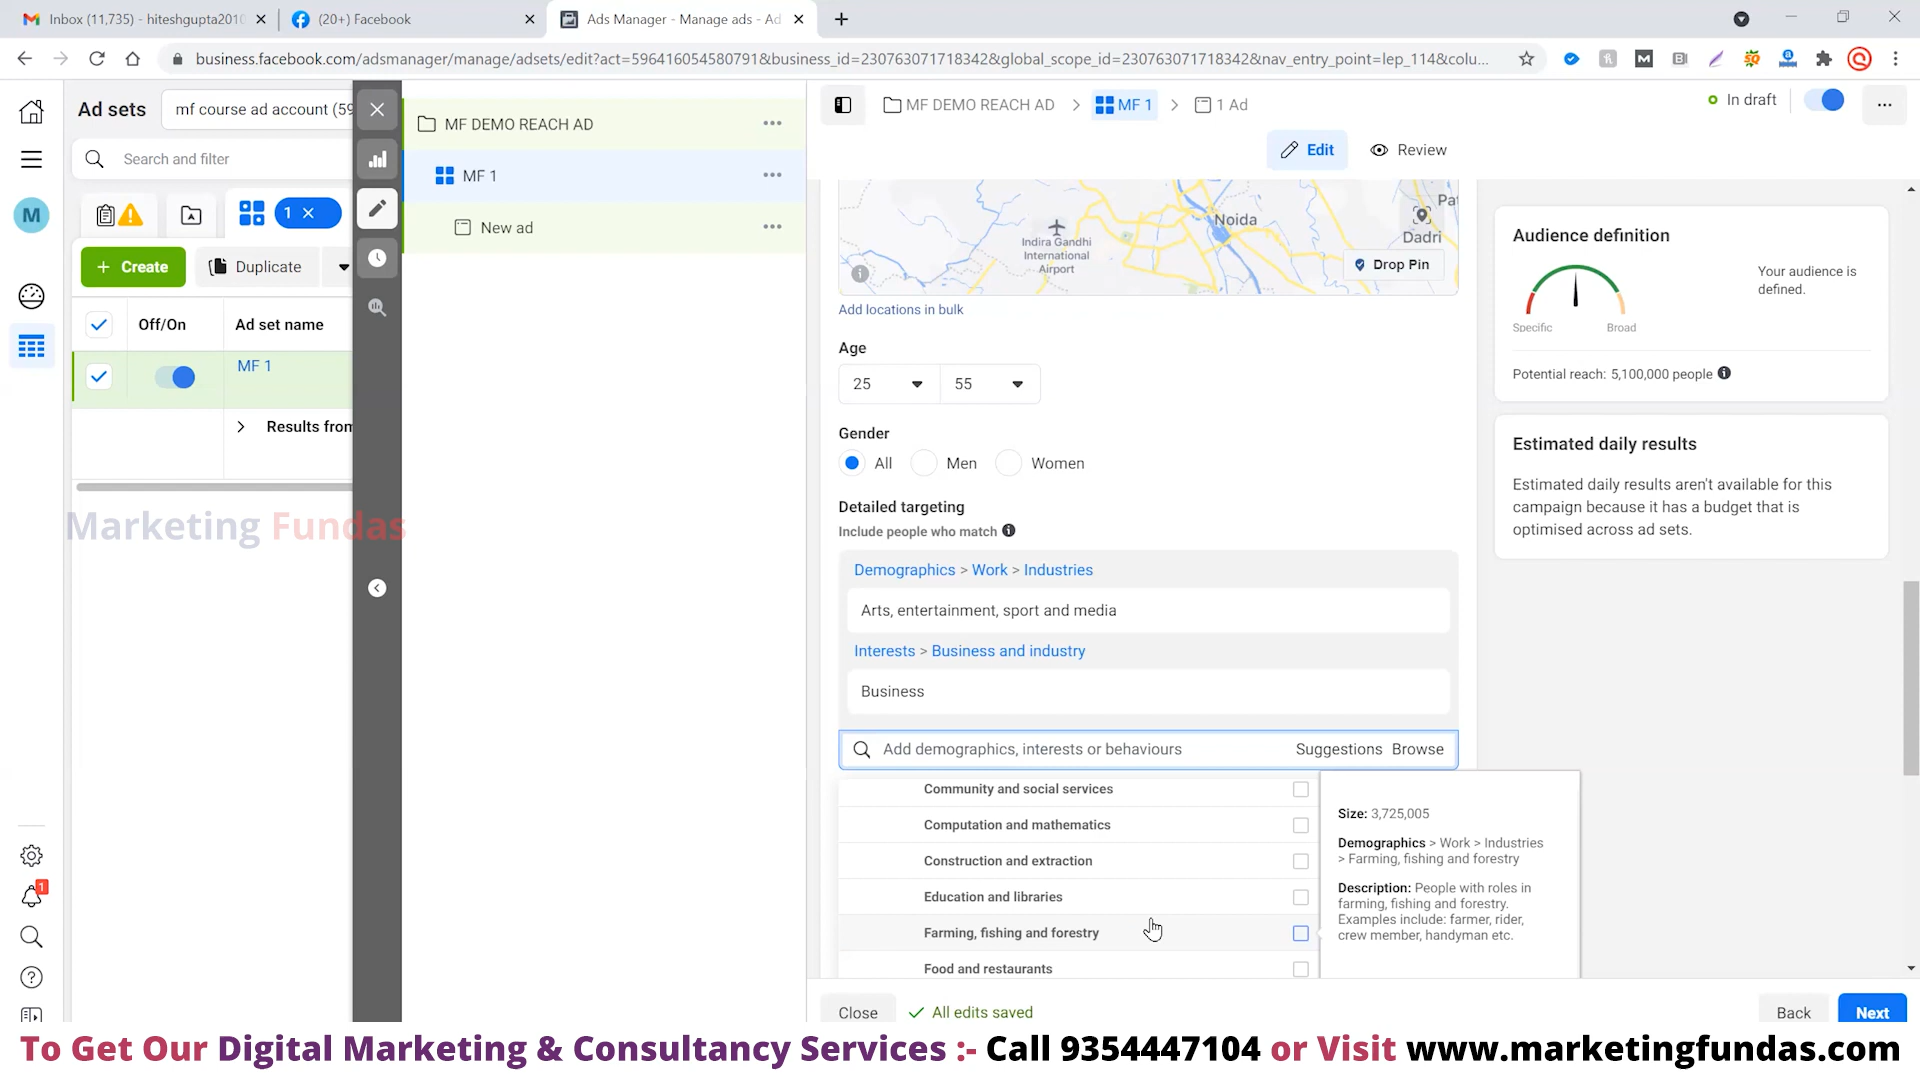 Inbox (11,735) - hiteshgupta2010
(20+) Facebook
Ads Manager - Manage ads - Ad
business.facebook.com/adsmanager/manage/adsets/edit?act=596416054580791&business_id=230763071718342&global_scope_id=230763071718342&nav_entry_point=lep_114&colu...
Ad sets
mf course ad account (59
Search and filter
M
1
Create
Duplicate
Off/On
Ad set name
MF 1
Results from
MF DEMO REACH AD
MF 1
New ad
MF DEMO REACH AD > MF 1 > 1 Ad
In draft
Edit
Review
Noida
Indira Gandhi
International
Airport
Dadri
Drop Pin
Add locations in bulk
Age
25
55
Gender
All
Men
Women
Detailed targeting
Include people who match
Demographics > Work > Industries
Arts, entertainment, sport and media
Interests > Business and industry
Business
Add demographics, interests or behaviours
Suggestions
Browse
Community and social services
Computation and mathematics
Construction and extraction
Education and libraries
Farming, fishing and forestry
Food and restaurants
Size: 3,725,005
Demographics > Work > Industries
> Farming, fishing and forestry
Description: People with roles in
farming, fishing and forestry.
Examples include: farmer, rider,
crew member, handyman etc.
Audience definition
Your audience is
defined.
Specific
Broad
Potential reach: 5,100,000 people
Estimated daily results
Estimated daily results aren't available for this
campaign because it has a budget that is
optimised across ad sets.
Close
All edits saved
Back
Next
Marketing Fundas
1
To Get Our Digital Marketing & Consultancy Services :- Call 9354447104 or Visit www.marketingfundas.com